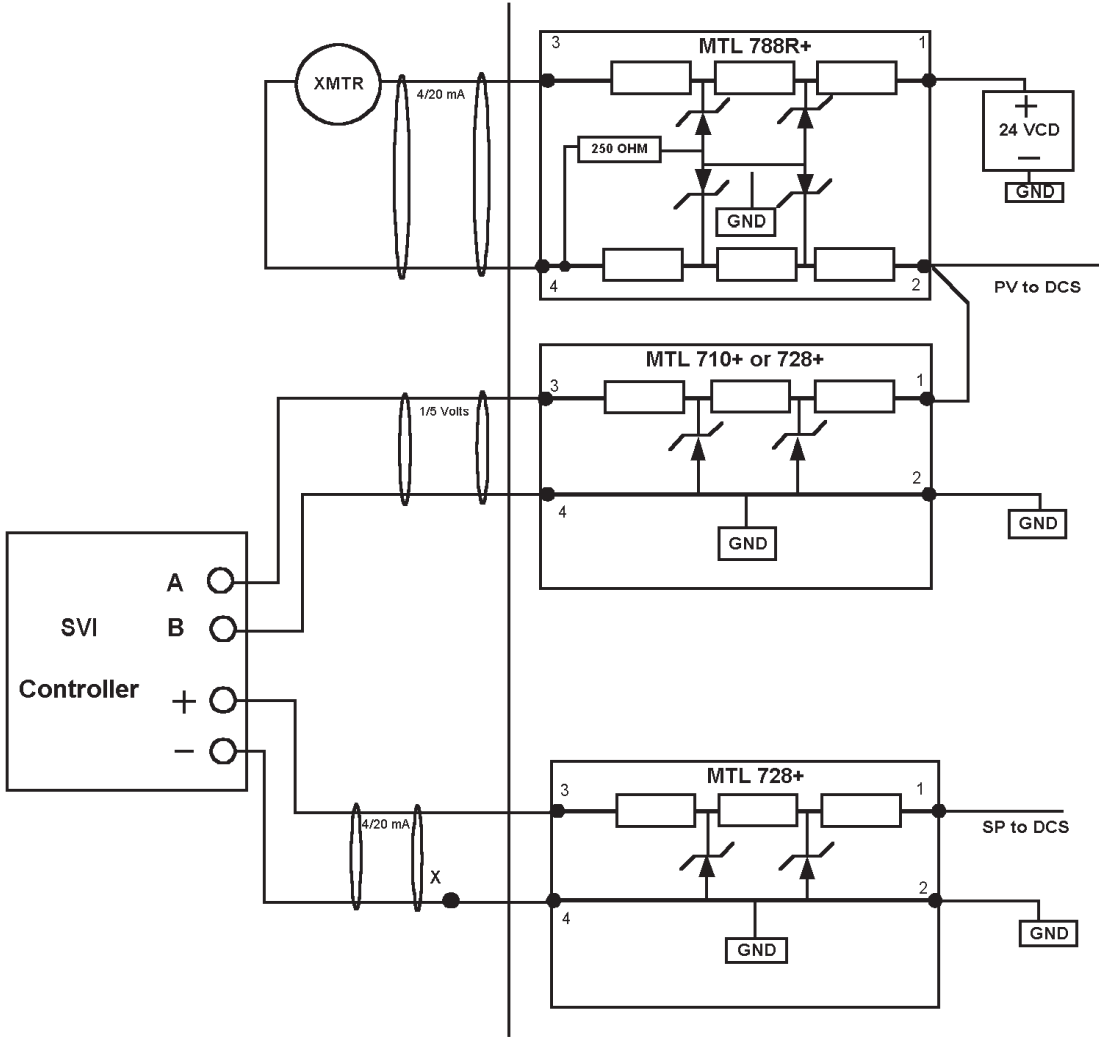 3
MTL 788R+
1
XMTR
4/20 mA
+
24 VCD
−
GND
250 OHM
GND
4
2
PV to DCS
MTL 710+ or 728+
3
1
1/5 Volts
4
2
GND
GND
A
SVI
B
Controller
+
−
MTL 728+
3
1
4/20 mA
SP to DCS
X
4
2
GND
GND